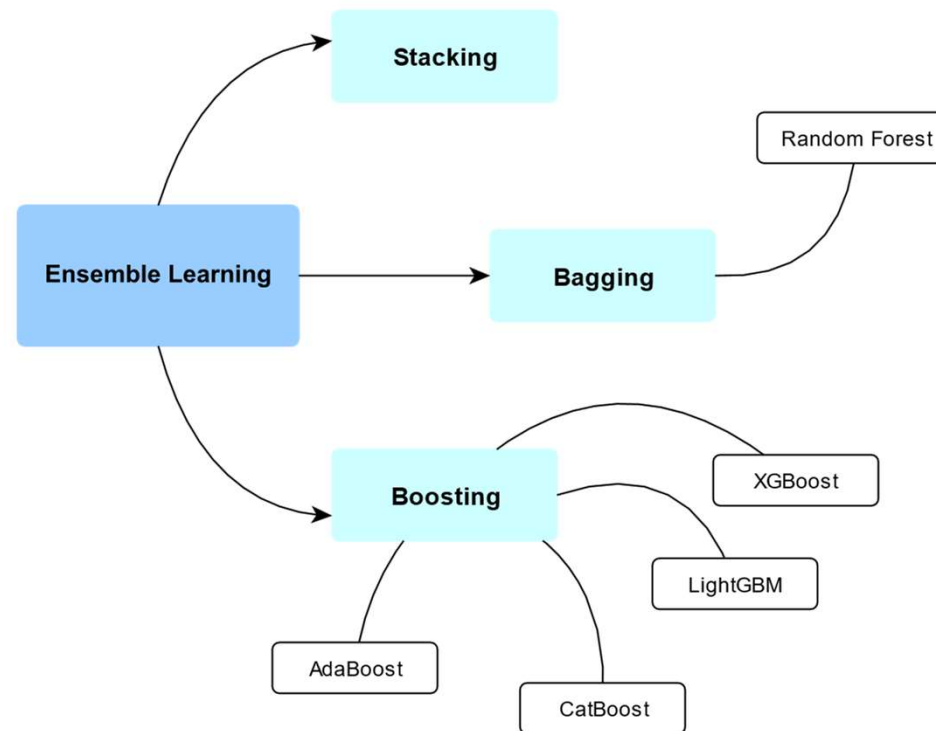 Stacking
Random Forest
Ensemble Learning
Bagging
XGBoost
Boosting
LightGBM
AdaBoost
CatBoost